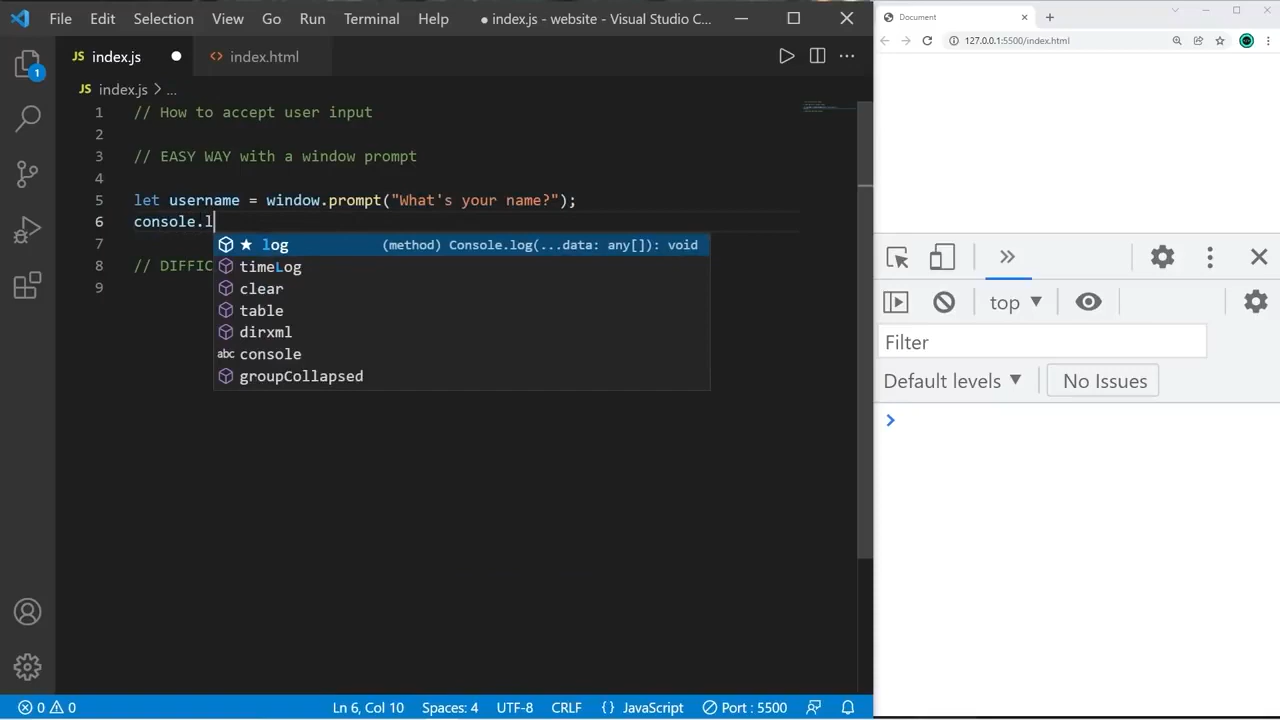 File Edit Selection View Go Run Terminal Help ● index.js - website - Visual Studio C...
JS index.js ●
<> index.html
JS index.js > ...
1 // How to accept user input
2
3 // EASY WAY with a window prompt
4
5 let username = window.prompt("What's your name?");
6 console.l
7
8 // DIFFIC
9
log (method) Console.log(...data: any[]): void
timeLog
clear
table
dirxml
abc console
groupCollapsed
1
0 0 Ln 6, Col 10 Spaces: 4 UTF-8 CRLF {} JavaScript Port : 5500
Document
127.0.0.1:5500/index.html
top
Filter
Default levels No Issues